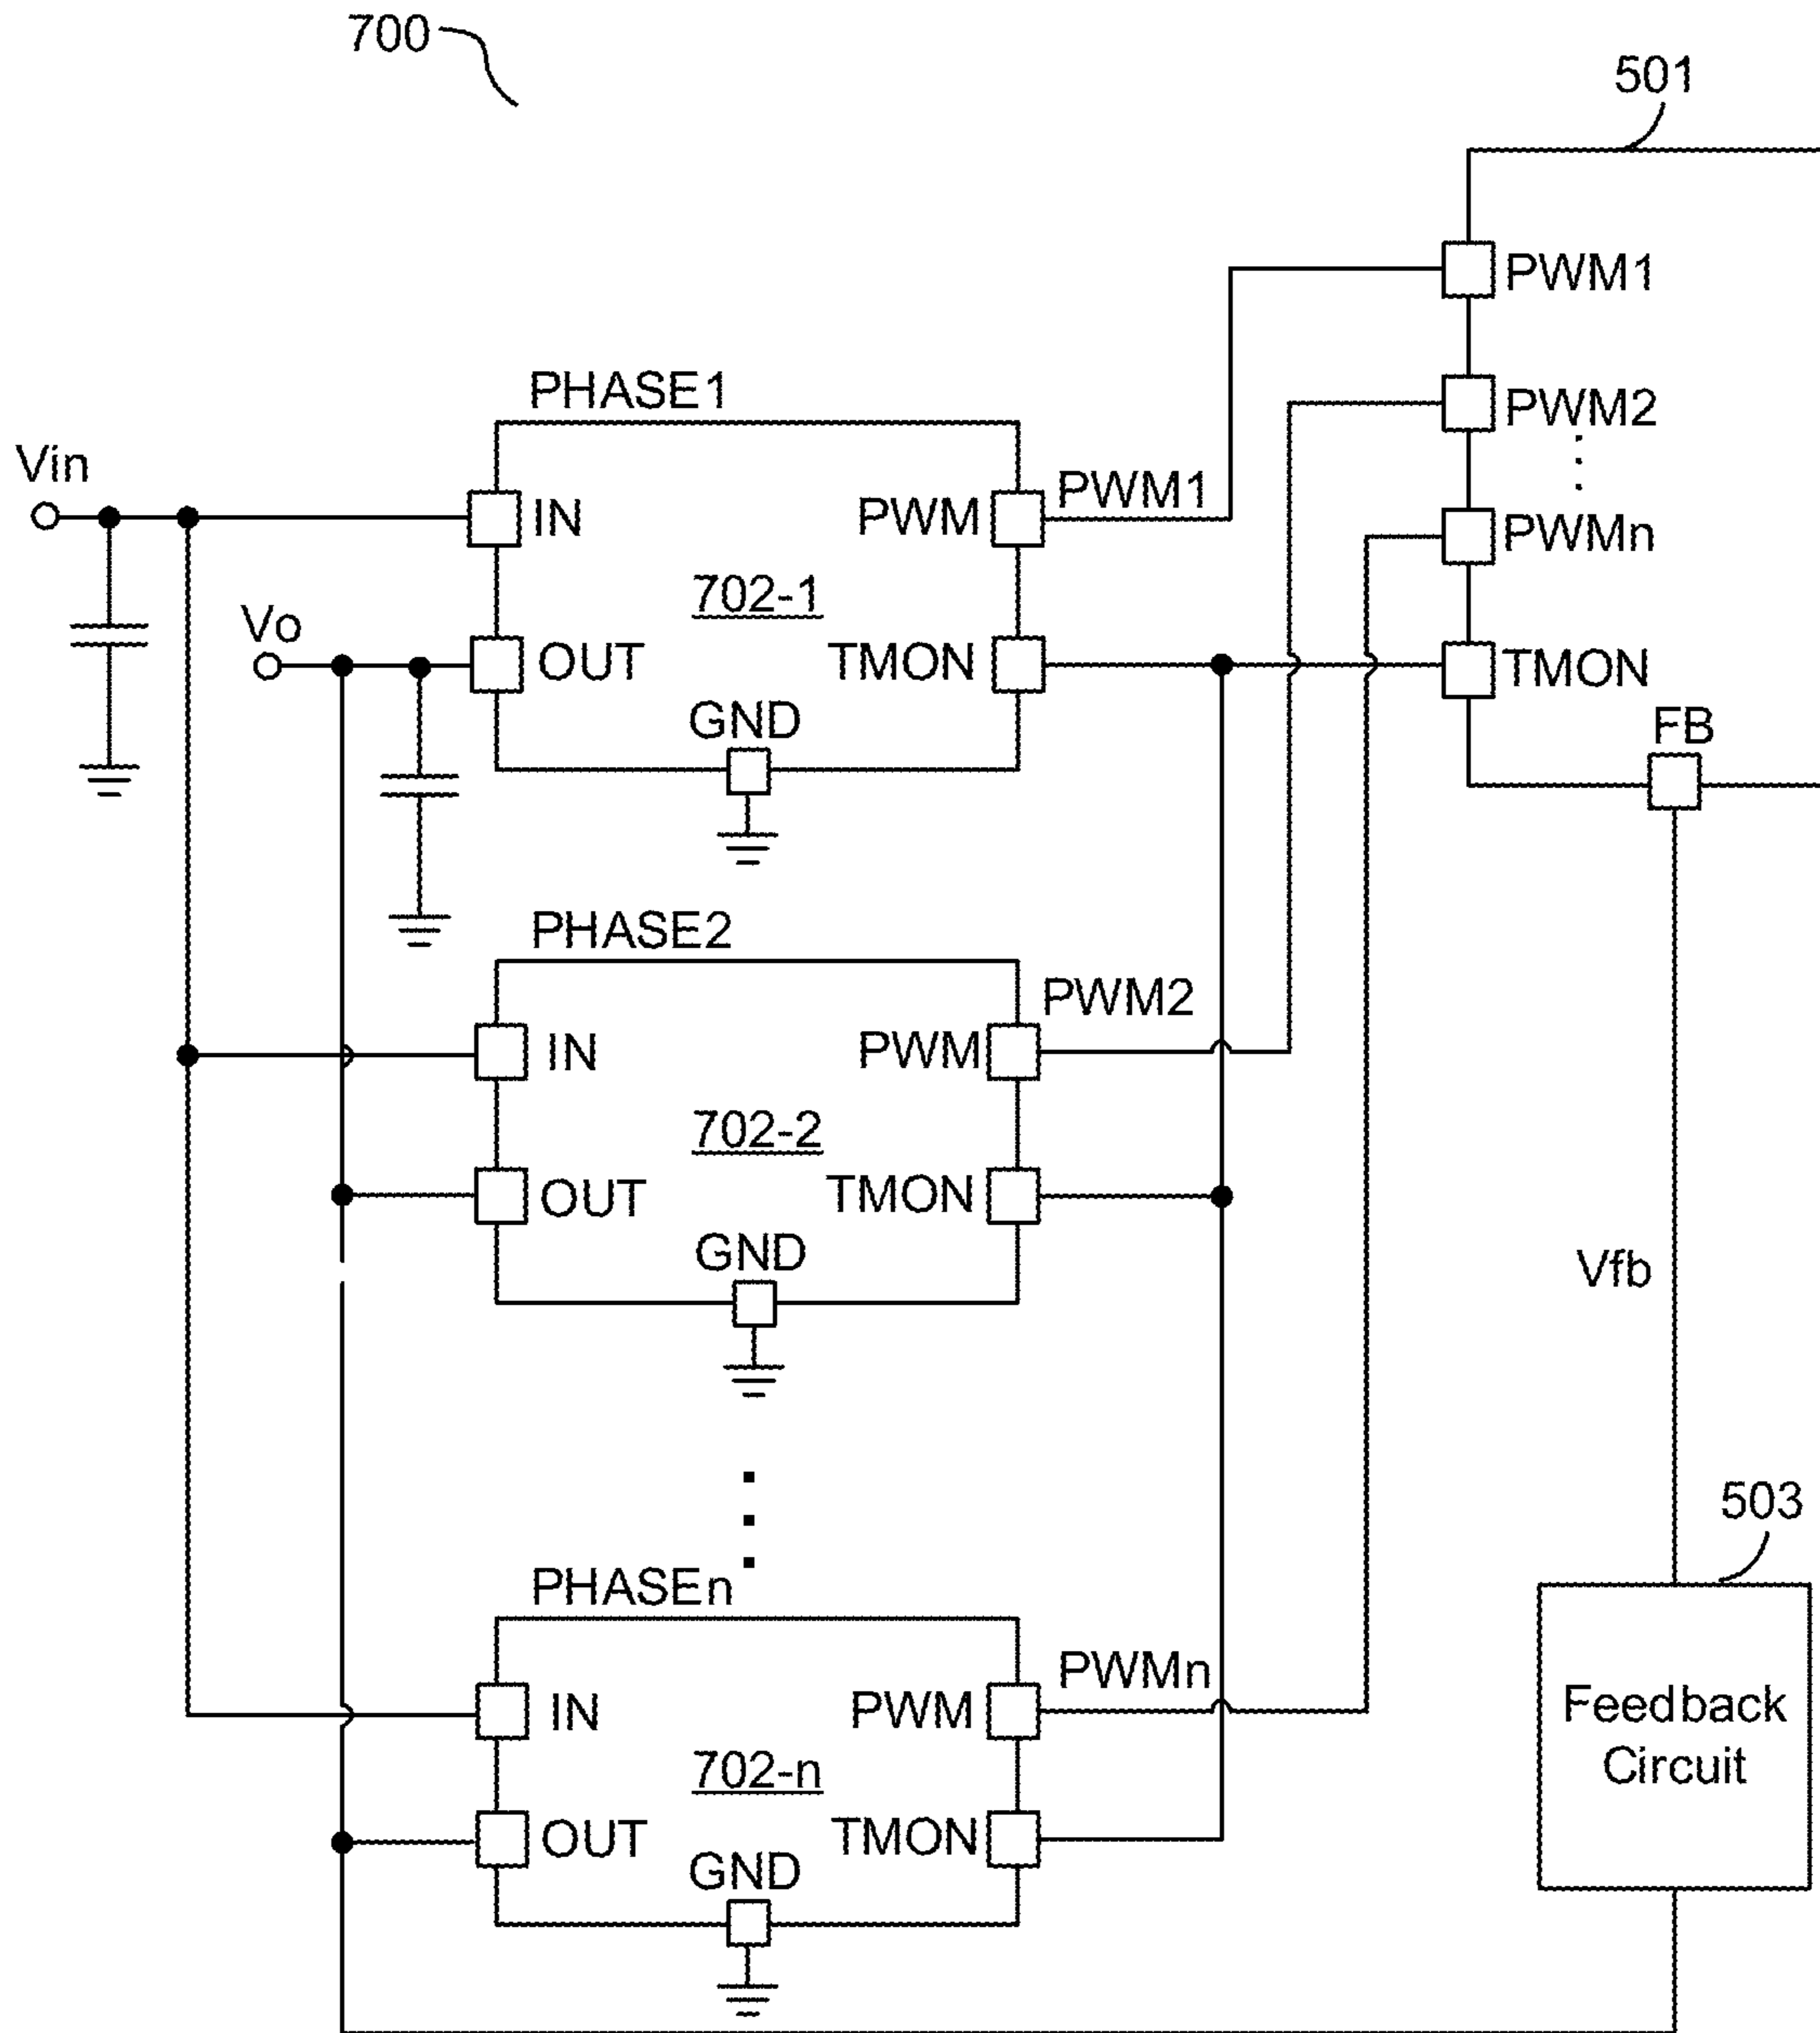 700
501
PWM1
PWM2
PWMn
TMON
FB
PHASE1
Vin
IN
PWM
PWM1
702-1
Vo
OUT
TMON
GND
PHASE2
PWM2
IN
PWM
702-2
OUT
TMON
GND
Vfb
503
PHASEn
PWMn
IN
PWM
Feedback
Circuit
702-n
OUT
TMON
GND